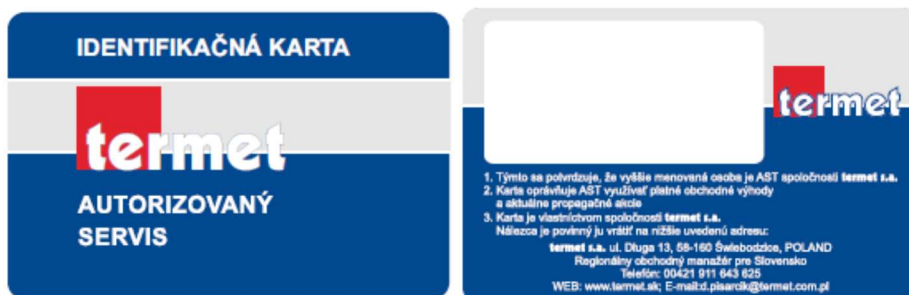 IDENTIFIKAČNÁ KARTA
termet
AUTORIZOVANÝ
SERVIS
termet
1. Týmto sa potvrdzuje, že vyššie menovaná osoba je AST spoločnosti termet s.a.
2. Karta oprávňuje AST využívať platné obchodné výhody
a aktuálne propagačné akcie
3. Karta je vlastníctvom spoločnosti termet s.a.
Nálezca je povinný ju vrátiť na nižšie uvedenú adresu:
termet s.a. ul. Długa 13, 58-160 Świebodzice, POLAND
Regionálny obchodný manažér pre Slovensko
Telefón: 00421 911 643 625
WEB: www.termet.sk; E-mail:d.pisarcik@termet.com.pl